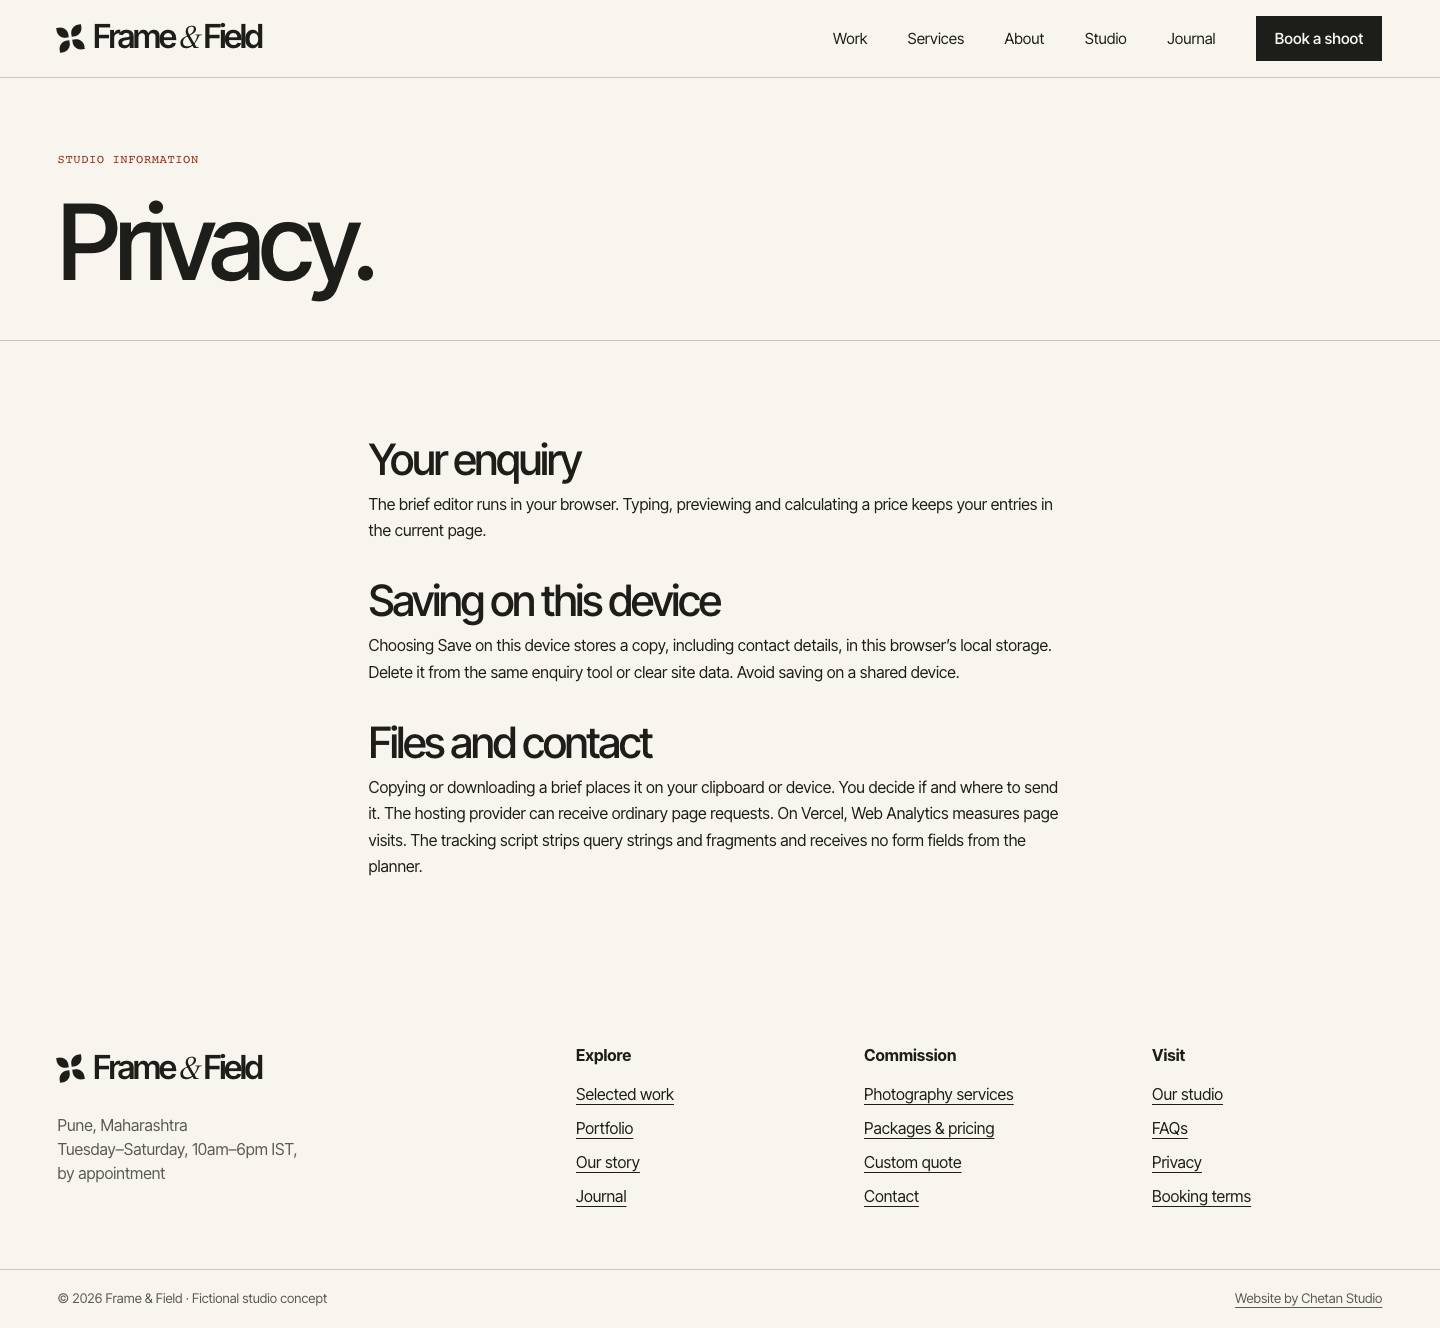 Frame & Field
Work
Services
About
Studio
Journal
Book a shoot
STUDIO INFORMATION
Privacy.
Your enquiry
The brief editor runs in your browser. Typing, previewing and calculating a price keeps your entries in
the current page.
Saving on this device
Choosing Save on this device stores a copy, including contact details, in this browser’s local storage.
Delete it from the same enquiry tool or clear site data. Avoid saving on a shared device.
Files and contact
Copying or downloading a brief places it on your clipboard or device. You decide if and where to send
it. The hosting provider can receive ordinary page requests. On Vercel, Web Analytics measures page
visits. The tracking script strips query strings and fragments and receives no form fields from the
planner.
Frame & Field
Pune, Maharashtra
Tuesday–Saturday, 10am–6pm IST,
by appointment
Explore
Selected work
Portfolio
Our story
Journal
Commission
Photography services
Packages & pricing
Custom quote
Contact
Visit
Our studio
FAQs
Privacy
Booking terms
© 2026 Frame & Field · Fictional studio concept
Website by Chetan Studio